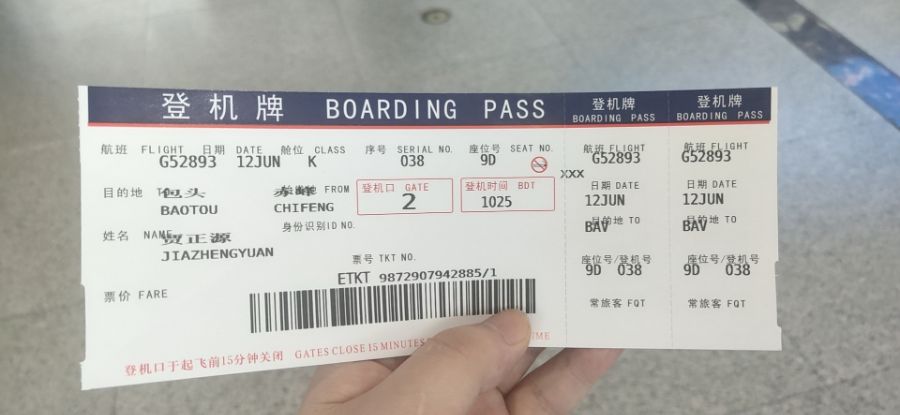 登机牌 BOARDING PASS
登机牌
BOARDING PASS
登机牌
BOARDING PASS
航班 FLIGHT 日期 DATE 舱位 CLASS 序号 SERIAL NO. 座位号 SEAT NO.
G52893 12JUN K 038 9D
目的地 TO 包头 赤峰 FROM
BAOTOU CHIFENG
登机口 GATE
2
登机时间 BDT
1025
XXX
姓名 NAME 贾正源 身份识别ID NO.
JIAZHENGYUAN
票号 TKT NO.
ETKT 9872907942885/1
票价 FARE
登机口于起飞前15分钟关闭 GATES CLOSE 15 MINUTES
航班 FLIGHT
G52893
日期 DATE
12JUN
目的地 TO
BAV
座位号/登机号
9D 038
常旅客 FQT
航班 FLIGHT
G52893
日期 DATE
12JUN
目的地 TO
BAV
座位号/登机号
9D 038
常旅客 FQT